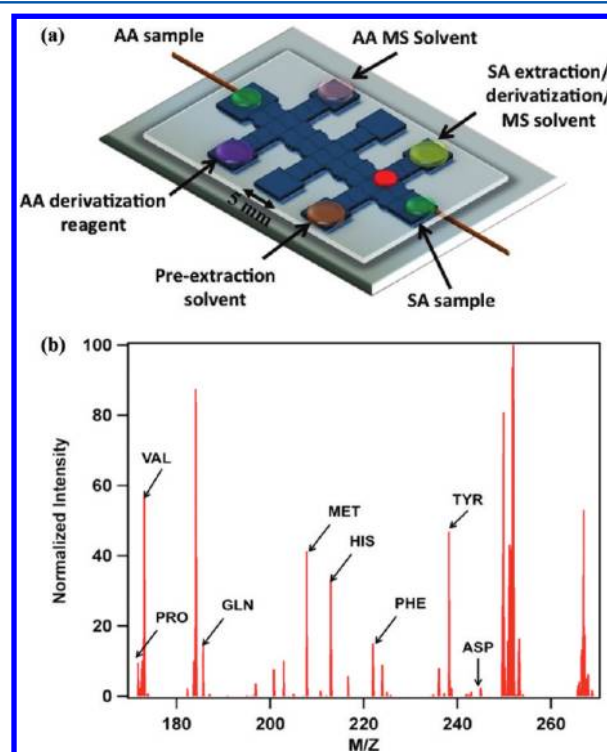 (a)
AA sample
AA MS Solvent
SA extraction/
derivatization/
MS solvent
AA derivatization
reagent
5 mm
Pre-extraction
solvent
SA sample
(b)
100
80
60
40
20
0
Normalized Intensity
VAL
PRO
GLN
MET
HIS
PHE
TYR
ASP
180
200
220
240
260
M/Z